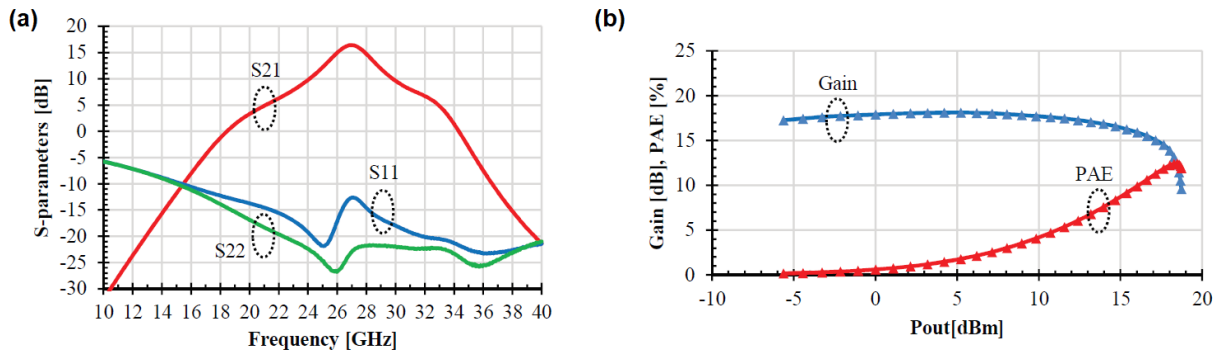 (a)
S-parameters [dB]
20
15
10
5
0
-5
-10
-15
-20
-25
-30
S21
S11
S22
10 12 14 16 18 20 22 24 26 28 30 32 34 36 38 40
Frequency [GHz]
(b)
Gain [dB], PAE [%]
25
20
15
10
5
0
Gain
PAE
-10 -5 0 5 10 15 20
Pout[dBm]